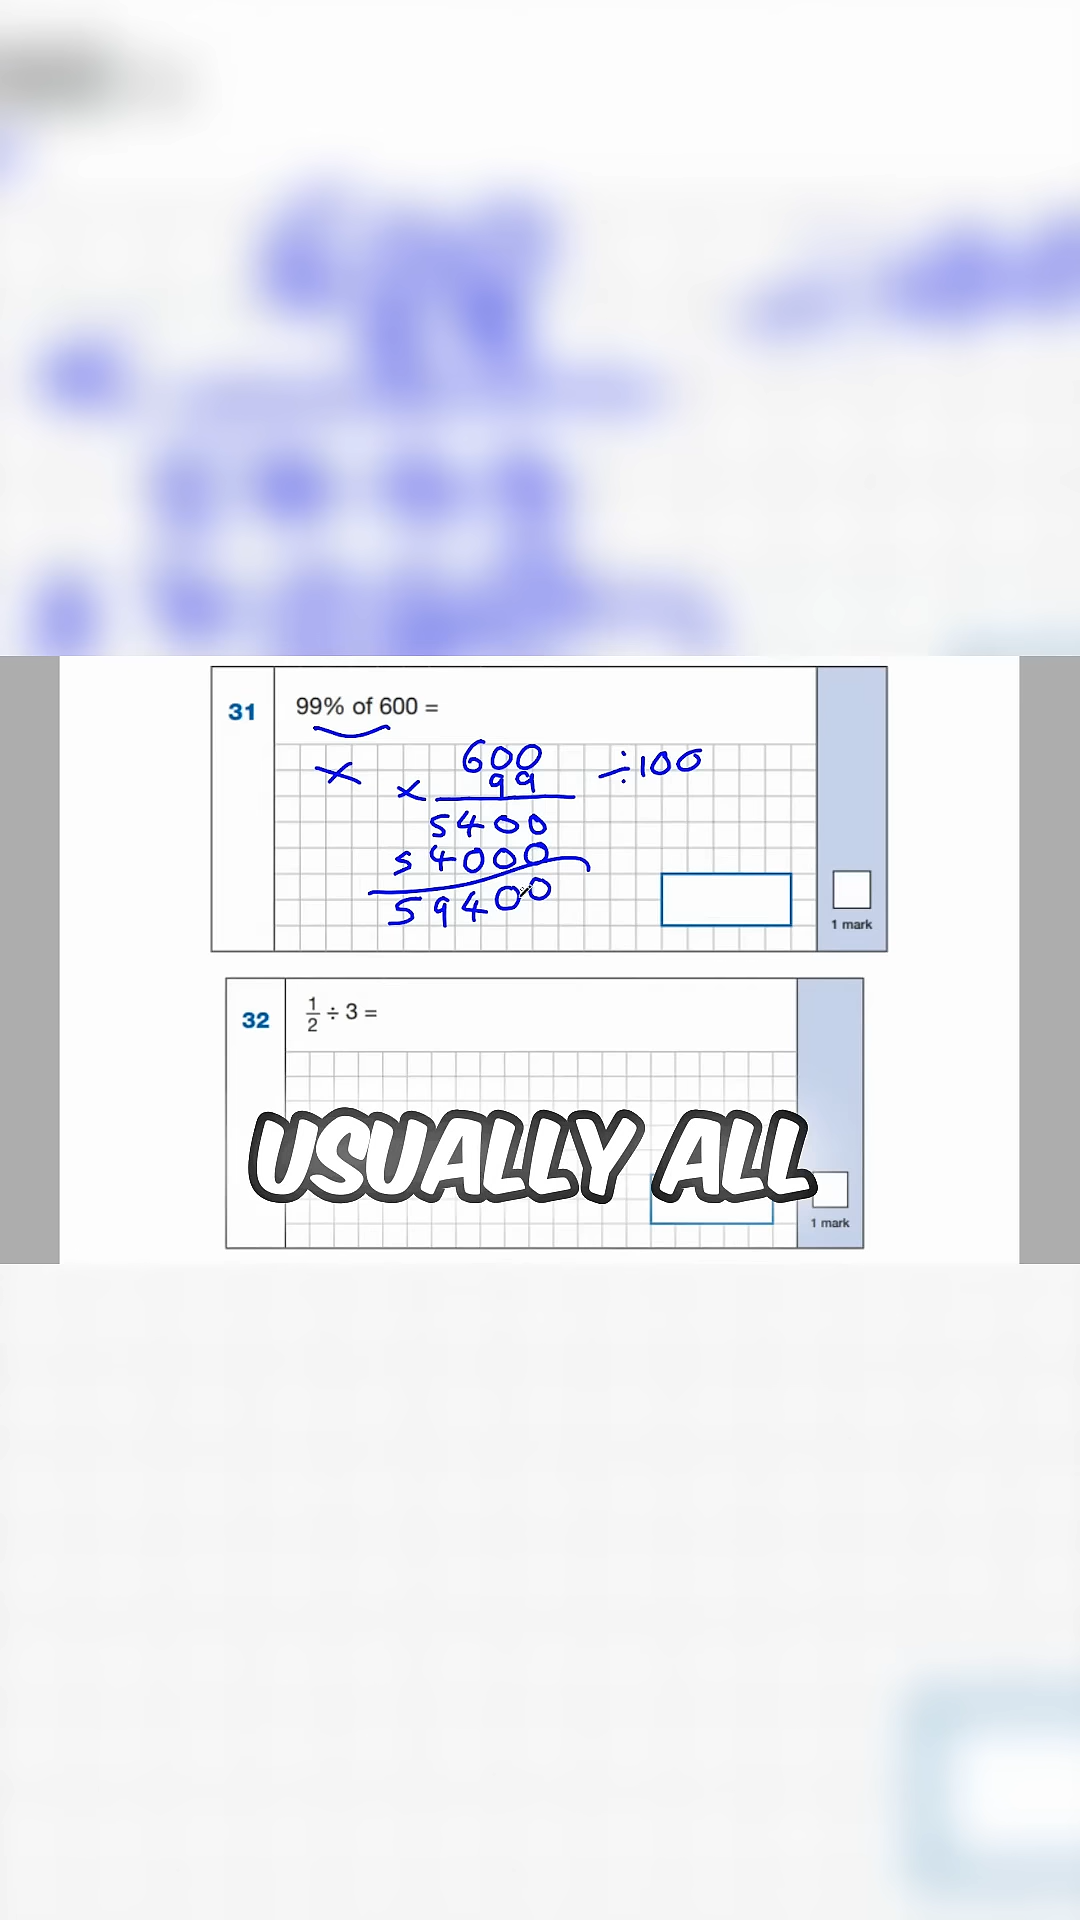 31
99% of 600 =
×
600
÷100
× 99
5400
54000
59400
1 mark
32
1/2 ÷ 3 =
USUALLY ALL
1 mark